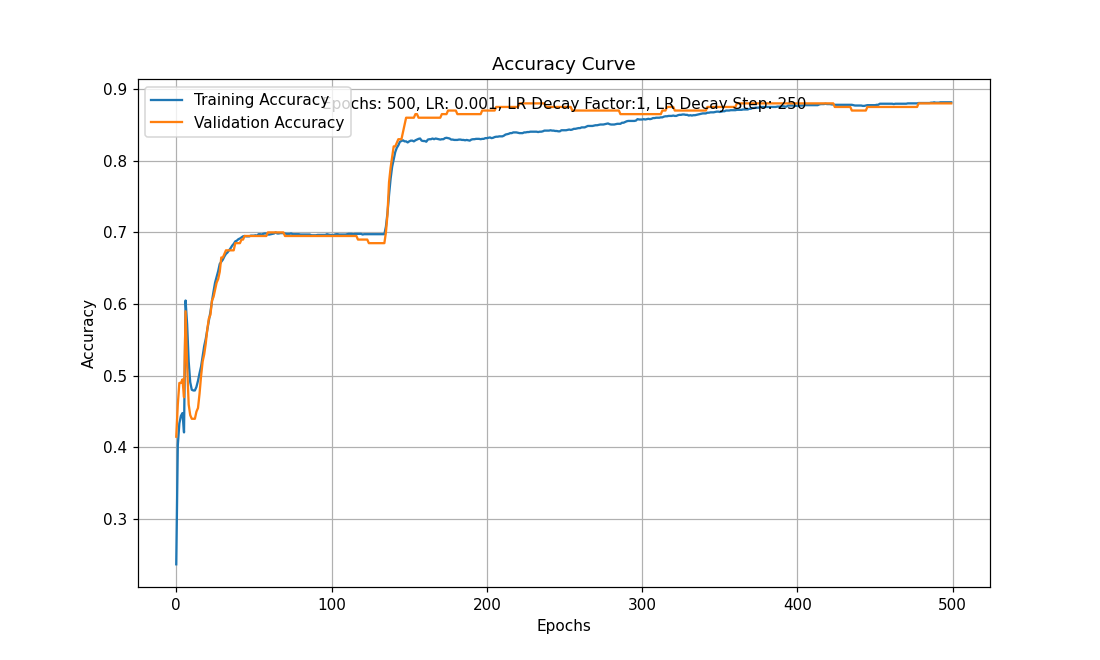 Accuracy Curve
Training Accuracy
Validation Accuracy
Epochs: 500, LR: 0.001, LR Decay Factor:1, LR Decay Step: 250
0.9
0.8
0.7
0.6
0.5
0.4
0.3
Accuracy
0 100 200 300 400 500
Epochs